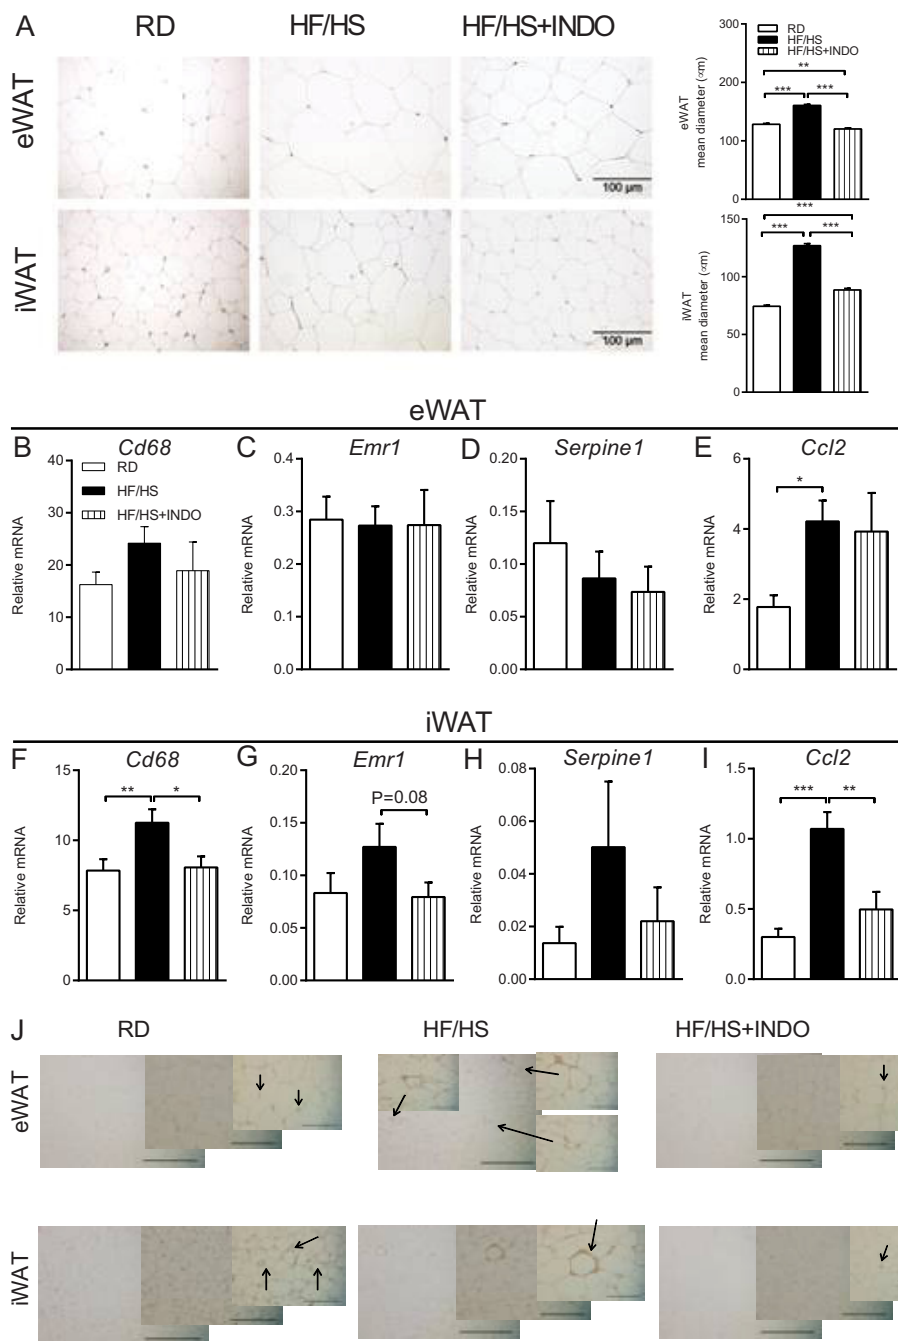 A RD HF/HS HF/HS+INDO
eWAT
100 µm
iWAT
100 µm
RD
HF/HS
HF/HS+INDO
eWAT
mean diameter (∝m)
300
200
100
0
**
*** ***
iWAT
mean diameter (∝m)
150
100
50
0
***
*** ***
eWAT
B Cd68
Relative mRNA
40
30
20
10
0
RD
HF/HS
HF/HS+INDO
C Emr1
Relative mRNA
0.4
0.3
0.2
0.1
0.0
D Serpine1
Relative mRNA
0.20
0.15
0.10
0.05
0.00
E Ccl2
Relative mRNA
6
4
2
0
*
iWAT
F Cd68
Relative mRNA
15
10
5
0
** *
G Emr1
Relative mRNA
0.20
0.15
0.10
0.05
0.00
P=0.08
H Serpine1
Relative mRNA
0.08
0.06
0.04
0.02
0.00
I Ccl2
Relative mRNA
1.5
1.0
0.5
0.0
*** **
J RD HF/HS HF/HS+INDO
eWAT
iWAT